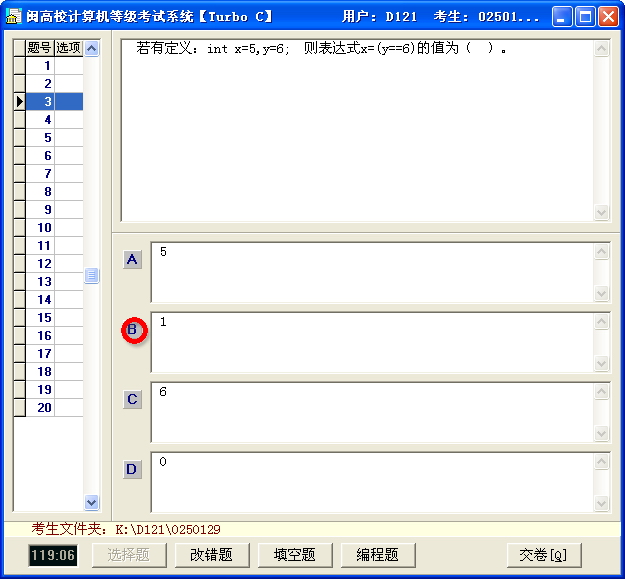 闽高校计算机等级考试系统【Turbo C】 用户: D121 考生: 02501...
题号 选项
1
2
3
4
5
6
7
8
9
10
11
12
13
14
15
16
17
18
19
20
若有定义: int x=5,y=6; 则表达式x=(y==6)的值为( )。
A 5
B 1
C 6
D 0
考生文件夹: K:\D121\0250129
119:06 选择题 改错题 填空题 编程题 交卷[Q]